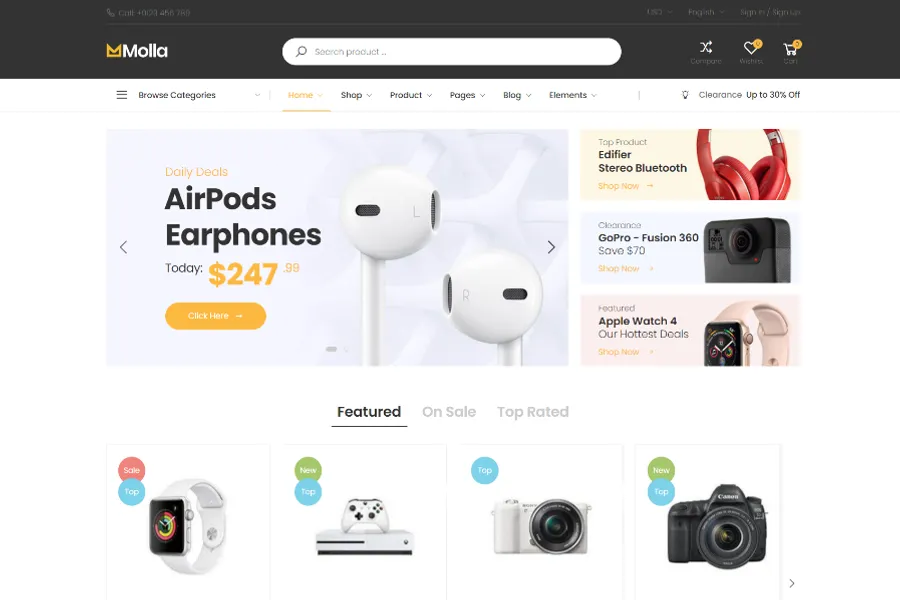 Call: +0123 456 789
USD
English
Sign in / Sign Up
Molla
Search product ...
Compare
0
Wishlist
Cart
Browse Categories
Home
Shop
Product
Pages
Blog
Elements
Clearance Up to 30% Off
Daily Deals
AirPods
Earphones
Today: $247 .99
Click Here →
L
R
Top Product
Edifier
Stereo Bluetooth
Shop Now →
Clearance
GoPro - Fusion 360
Save $70
Shop Now →
Featured
Apple Watch 4
Our Hottest Deals
Shop Now →
Featured
On Sale
Top Rated
Sale
Top
New
Top
Top
New
Top
Canon